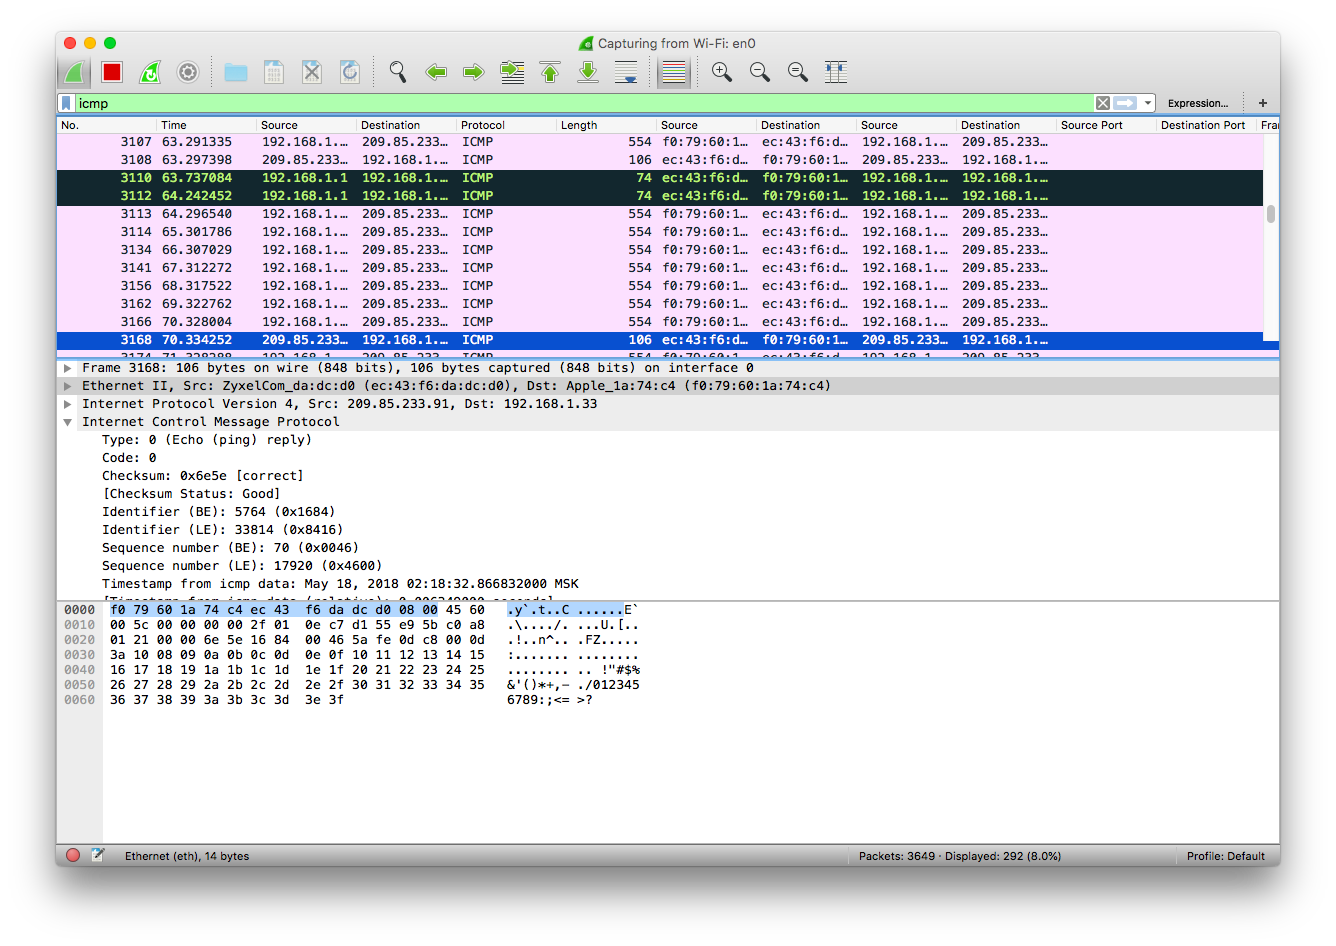 Capturing from Wi-Fi: en0
icmp Expression... +
No. Time Source Destination Protocol Length Source Destination Source Destination Source Port Destination Port Fra
3107 63.291335 192.168.1.… 209.85.233… ICMP 554 f0:79:60:1… ec:43:f6:d… 192.168.1.… 209.85.233…
3108 63.297398 209.85.233… 192.168.1.… ICMP 106 ec:43:f6:d… f0:79:60:1… 209.85.233… 192.168.1.…
3110 63.737084 192.168.1.1 192.168.1.… ICMP 74 ec:43:f6:d… f0:79:60:1… 192.168.1.… 192.168.1.…
3112 64.242452 192.168.1.1 192.168.1.… ICMP 74 ec:43:f6:d… f0:79:60:1… 192.168.1.… 192.168.1.…
3113 64.296540 192.168.1.… 209.85.233… ICMP 554 f0:79:60:1… ec:43:f6:d… 192.168.1.… 209.85.233…
3114 65.301786 192.168.1.… 209.85.233… ICMP 554 f0:79:60:1… ec:43:f6:d… 192.168.1.… 209.85.233…
3134 66.307029 192.168.1.… 209.85.233… ICMP 554 f0:79:60:1… ec:43:f6:d… 192.168.1.… 209.85.233…
3141 67.312272 192.168.1.… 209.85.233… ICMP 554 f0:79:60:1… ec:43:f6:d… 192.168.1.… 209.85.233…
3156 68.317522 192.168.1.… 209.85.233… ICMP 554 f0:79:60:1… ec:43:f6:d… 192.168.1.… 209.85.233…
3162 69.322762 192.168.1.… 209.85.233… ICMP 554 f0:79:60:1… ec:43:f6:d… 192.168.1.… 209.85.233…
3166 70.328004 192.168.1.… 209.85.233… ICMP 554 f0:79:60:1… ec:43:f6:d… 192.168.1.… 209.85.233…
3168 70.334252 209.85.233… 192.168.1.… ICMP 106 ec:43:f6:d… f0:79:60:1… 209.85.233… 192.168.1.…
Frame 3168: 106 bytes on wire (848 bits), 106 bytes captured (848 bits) on interface 0
Ethernet II, Src: ZyxelCom_da:dc:d0 (ec:43:f6:da:dc:d0), Dst: Apple_1a:74:c4 (f0:79:60:1a:74:c4)
Internet Protocol Version 4, Src: 209.85.233.91, Dst: 192.168.1.33
Internet Control Message Protocol
Type: 0 (Echo (ping) reply)
Code: 0
Checksum: 0x6e5e [correct]
[Checksum Status: Good]
Identifier (BE): 5764 (0x1684)
Identifier (LE): 33814 (0x8416)
Sequence number (BE): 70 (0x0046)
Sequence number (LE): 17920 (0x4600)
Timestamp from icmp data: May 18, 2018 02:18:32.866832000 MSK
0000 f0 79 60 1a 74 c4 ec 43 f6 da dc d0 08 00 45 60 .y`.t..C ......E`
0010 00 5c 00 00 00 00 2f 01 0e c7 d1 55 e9 5b c0 a8 .\..../. ...U.[..
0020 01 21 00 00 6e 5e 16 84 00 46 5a fe 0d c8 00 0d .!..n^.. .FZ.....
0030 3a 10 08 09 0a 0b 0c 0d 0e 0f 10 11 12 13 14 15 :....... ........
0040 16 17 18 19 1a 1b 1c 1d 1e 1f 20 21 22 23 24 25 ........ .. !"#$%
0050 26 27 28 29 2a 2b 2c 2d 2e 2f 30 31 32 33 34 35 &'()*+,- ./012345
0060 36 37 38 39 3a 3b 3c 3d 3e 3f 6789:;<= >?
Ethernet (eth), 14 bytes Packets: 3649 · Displayed: 292 (8.0%) Profile: Default